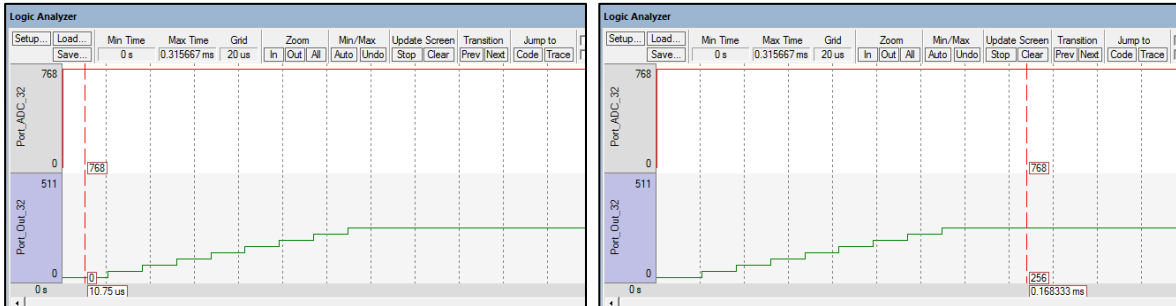 Logic Analyzer
Setup... Load... Min Time Max Time Grid Zoom Min/Max Update Screen Transition Jump to
Save... 0 s 0.315667 ms 20 us In Out All Auto Undo Stop Clear Prev Next Code Trace
768
Port_ADC_32
0
768
511
Port_Out_32
0
0
0 s
10.75 us
Logic Analyzer
Setup... Load... Min Time Max Time Grid Zoom Min/Max Update Screen Transition Jump to
Save... 0 s 0.315667 ms 20 us In Out All Auto Undo Stop Clear Prev Next Code Trace
768
Port_ADC_32
0
768
511
Port_Out_32
0
256
0 s
0.168333 ms